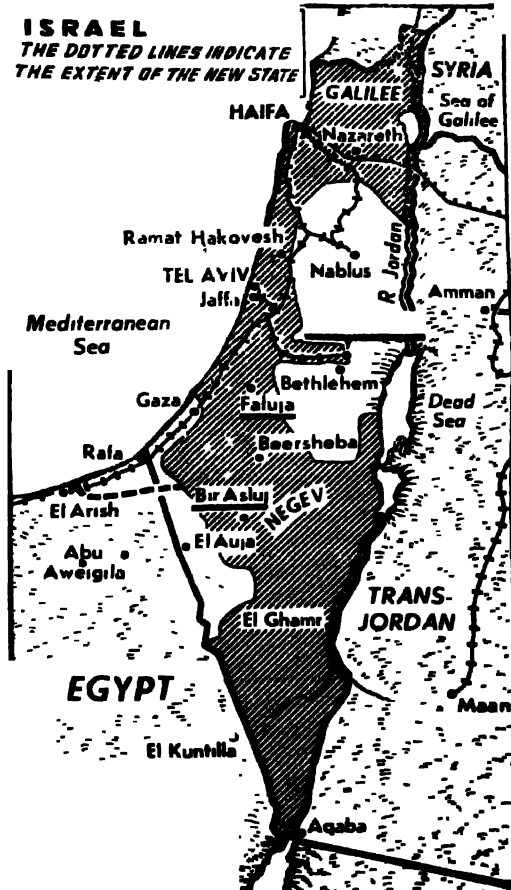 ISRAEL
THE DOTTED LINES INDICATE
THE EXTENT OF THE NEW STATE
SYRIA
GALILEE
Sea of
Galilee
HAIFA
Nazareth
Ramat Hakovesh
R Jordan
TEL AVIV
Nablus
Jaffa
Amman
Mediterranean
Sea
Bethlehem
Gaza
Faluja
Dead
Sea
Beersheba
Rafa
Bir Asluj
El Arish
NEGEV
El Auja
Abu
Aweigila
TRANS-
JORDAN
El Ghamr
EGYPT
Maan
El Kuntilla
Aqaba